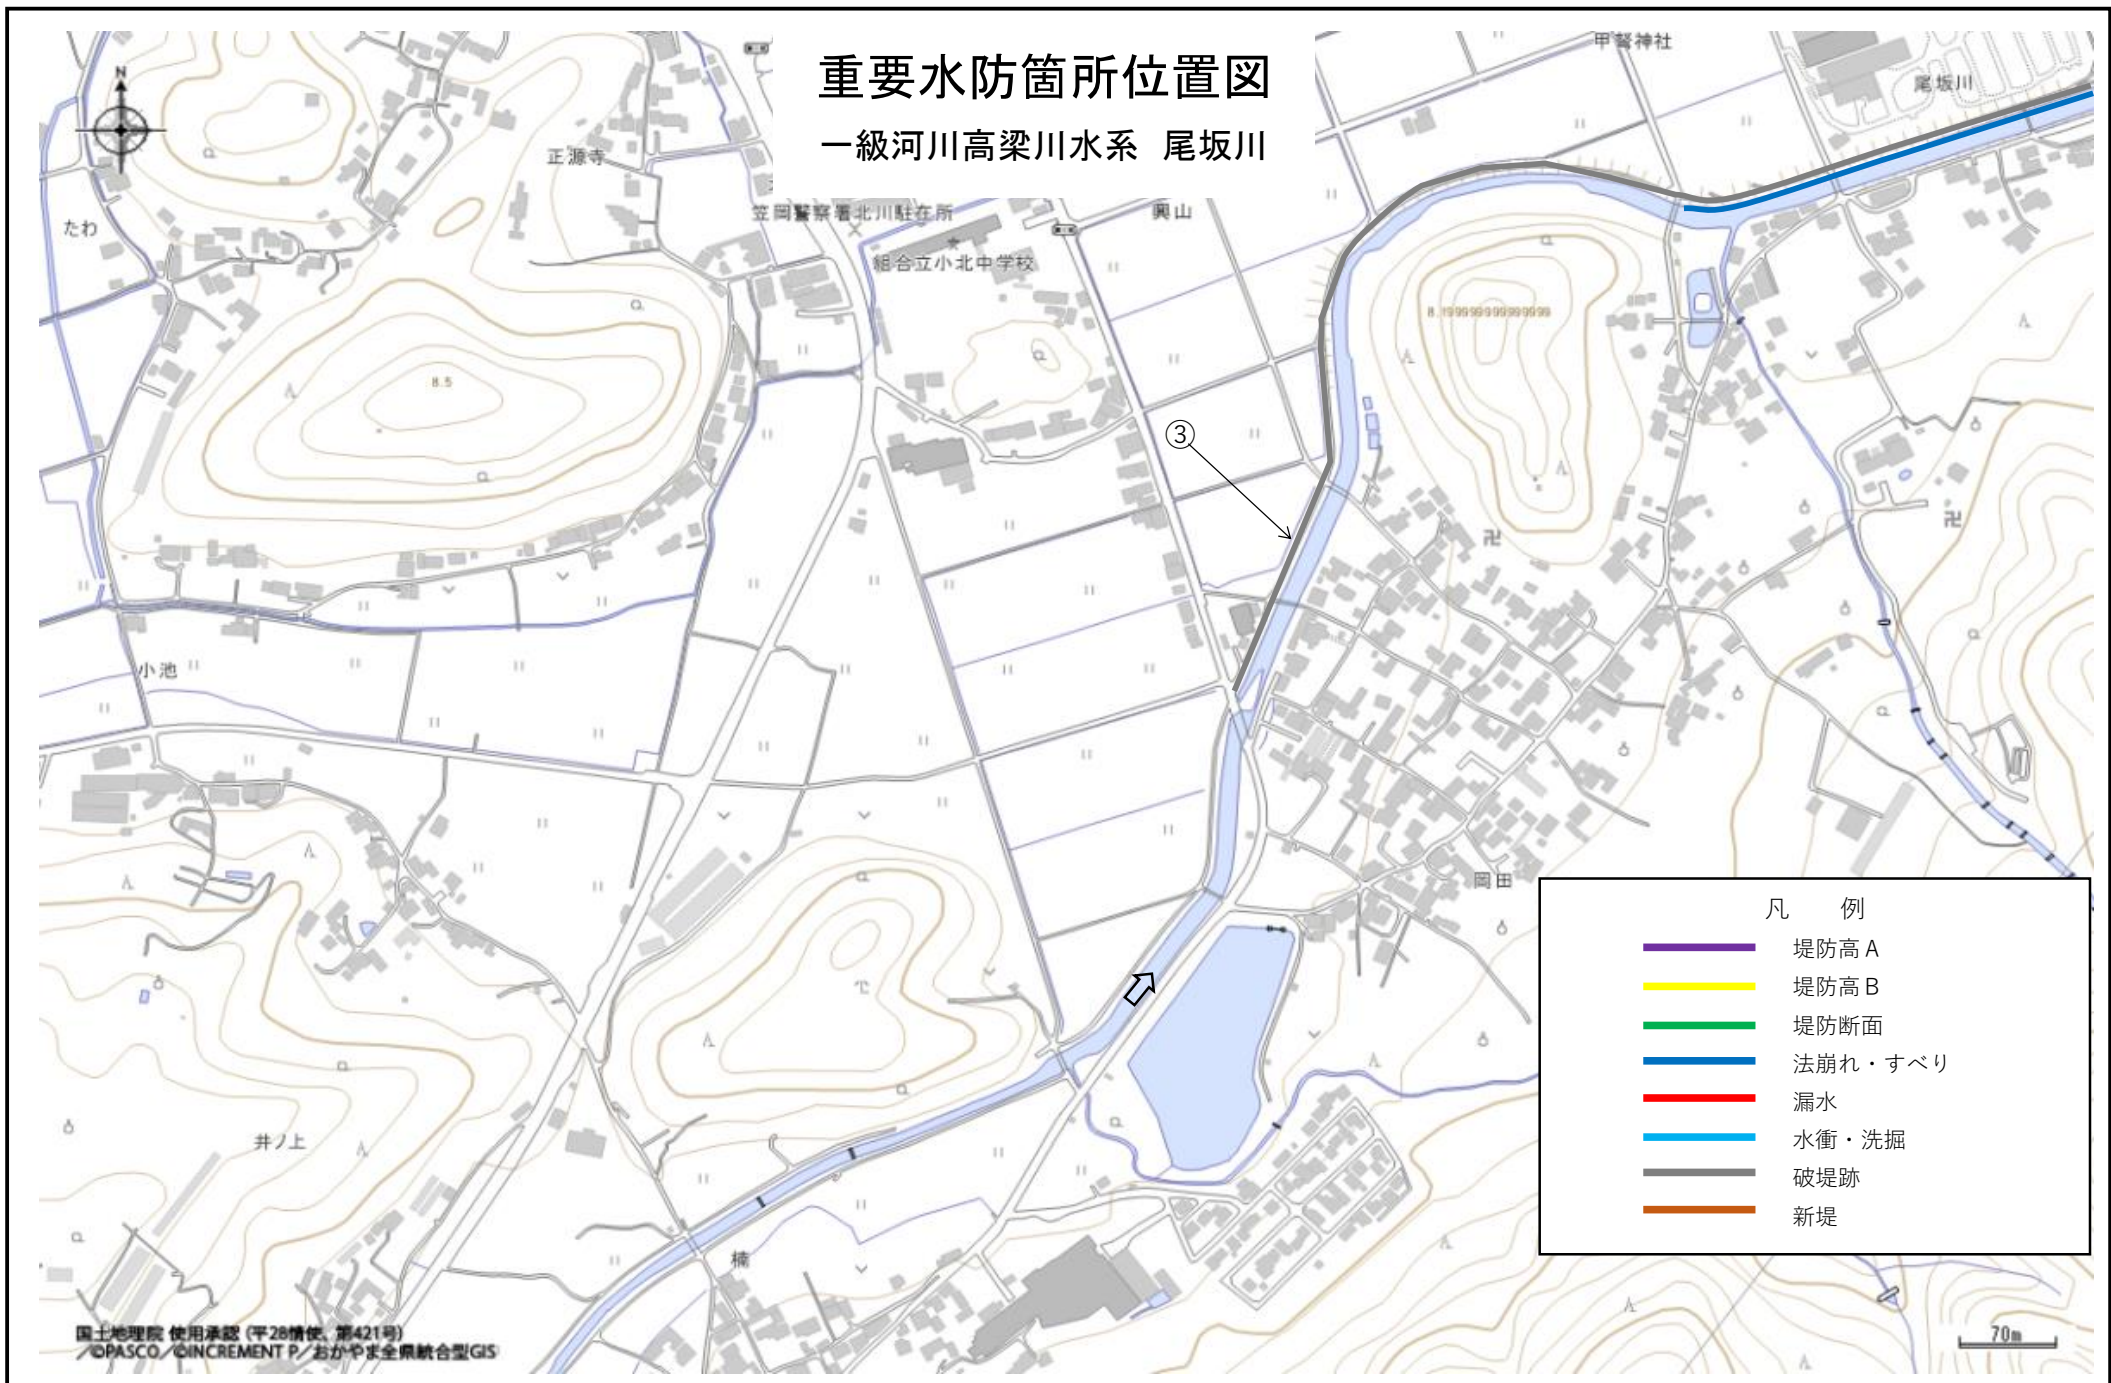 重要水防箇所位置図
一級河川高梁川水系 尾坂川
N
甲弩神社
尾坂川
正源寺
笠岡警察署北川駐在所
興山
たわ
組合立小北中学校
8.199999999999999
8.5
③
小池
岡田
井ノ上
楠
凡 例
堤防高A
堤防高B
堤防断面
法崩れ・すべり
漏水
水衝・洗掘
破堤跡
新堤
国土地理院 使用承認 (平28情使、第421号)
/©PASCO/©INCREMENT P/おかやま全県統合型GIS
70m